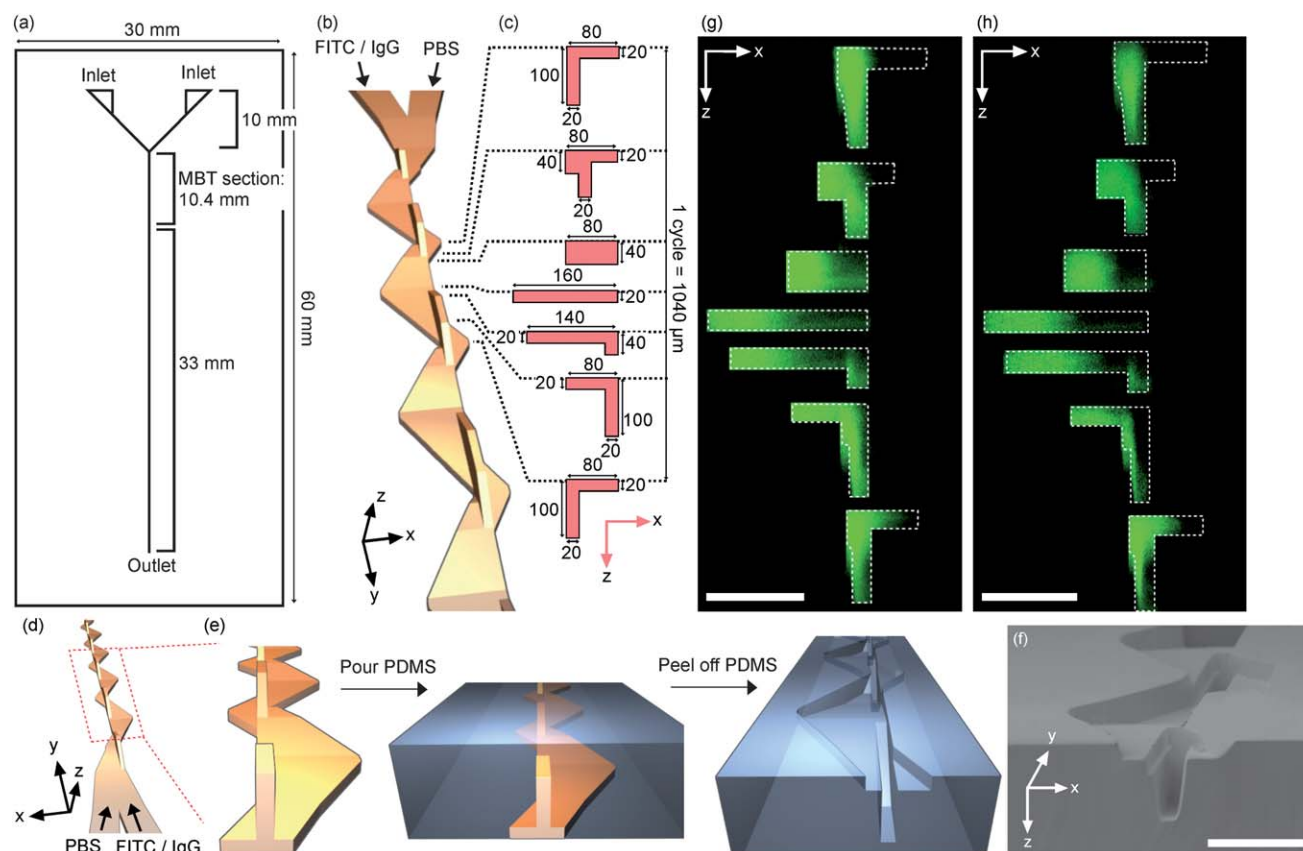 (a)
30 mm
Inlet
Inlet
10 mm
MBT section:
10.4 mm
33 mm
Outlet
60 mm
(b)
FITC / IgG
PBS
z
x
y
(c)
80
20
100
20
80
40
20
20
80
40
160
20
140
20
40
80
20
100
20
80
20
100
20
x
z
1 cycle = 1040 µm
(g)
x
z
(h)
x
z
(d)
y
z
x
PBS
FITC / IgG
(e)
Pour PDMS
Peel off PDMS
(f)
y
x
z